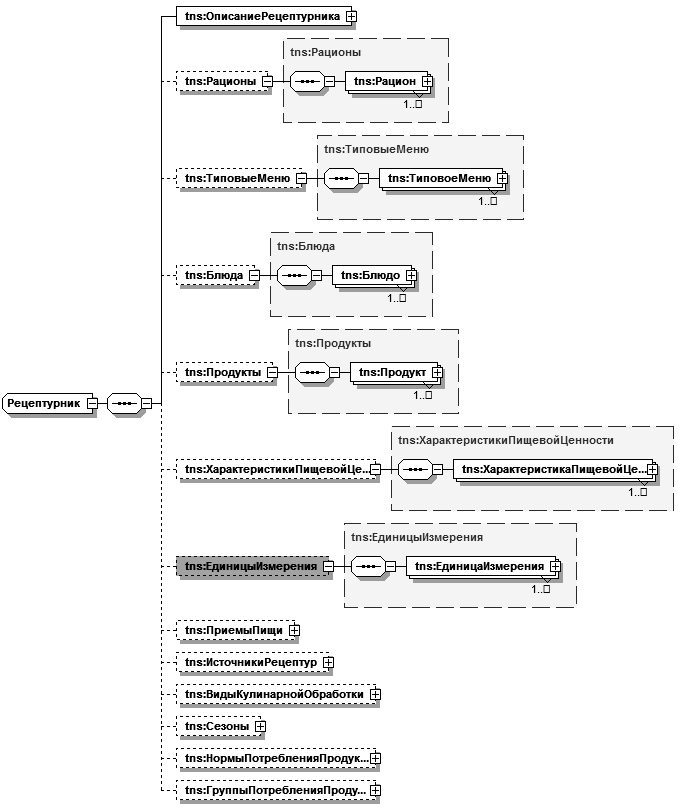 tns:ОписаниеРецептурника
tns:Рационы
tns:Рационы
tns:Рацион
1..□
tns:ТиповыеМеню
tns:ТиповыеМеню
tns:ТиповоеМеню
1..□
tns:Блюда
tns:Блюда
tns:Блюдо
1..□
tns:Продукты
tns:Продукты
tns:Продукт
1..□
Рецептурник
tns:ХарактеристикиПищевойЦенности
tns:ХарактеристикиПищевойЦе...
tns:ХарактеристикаПищевойЦе...
1..□
tns:ЕдиницыИзмерения
tns:ЕдиницыИзмерения
tns:ЕдиницаИзмерения
1..□
tns:ПриемыПищи
tns:ИсточникиРецептур
tns:ВидыКулинарнойОбработки
tns:Сезоны
tns:НормыПотребленияПродук...
tns:ГруппыПотребленияПроду...